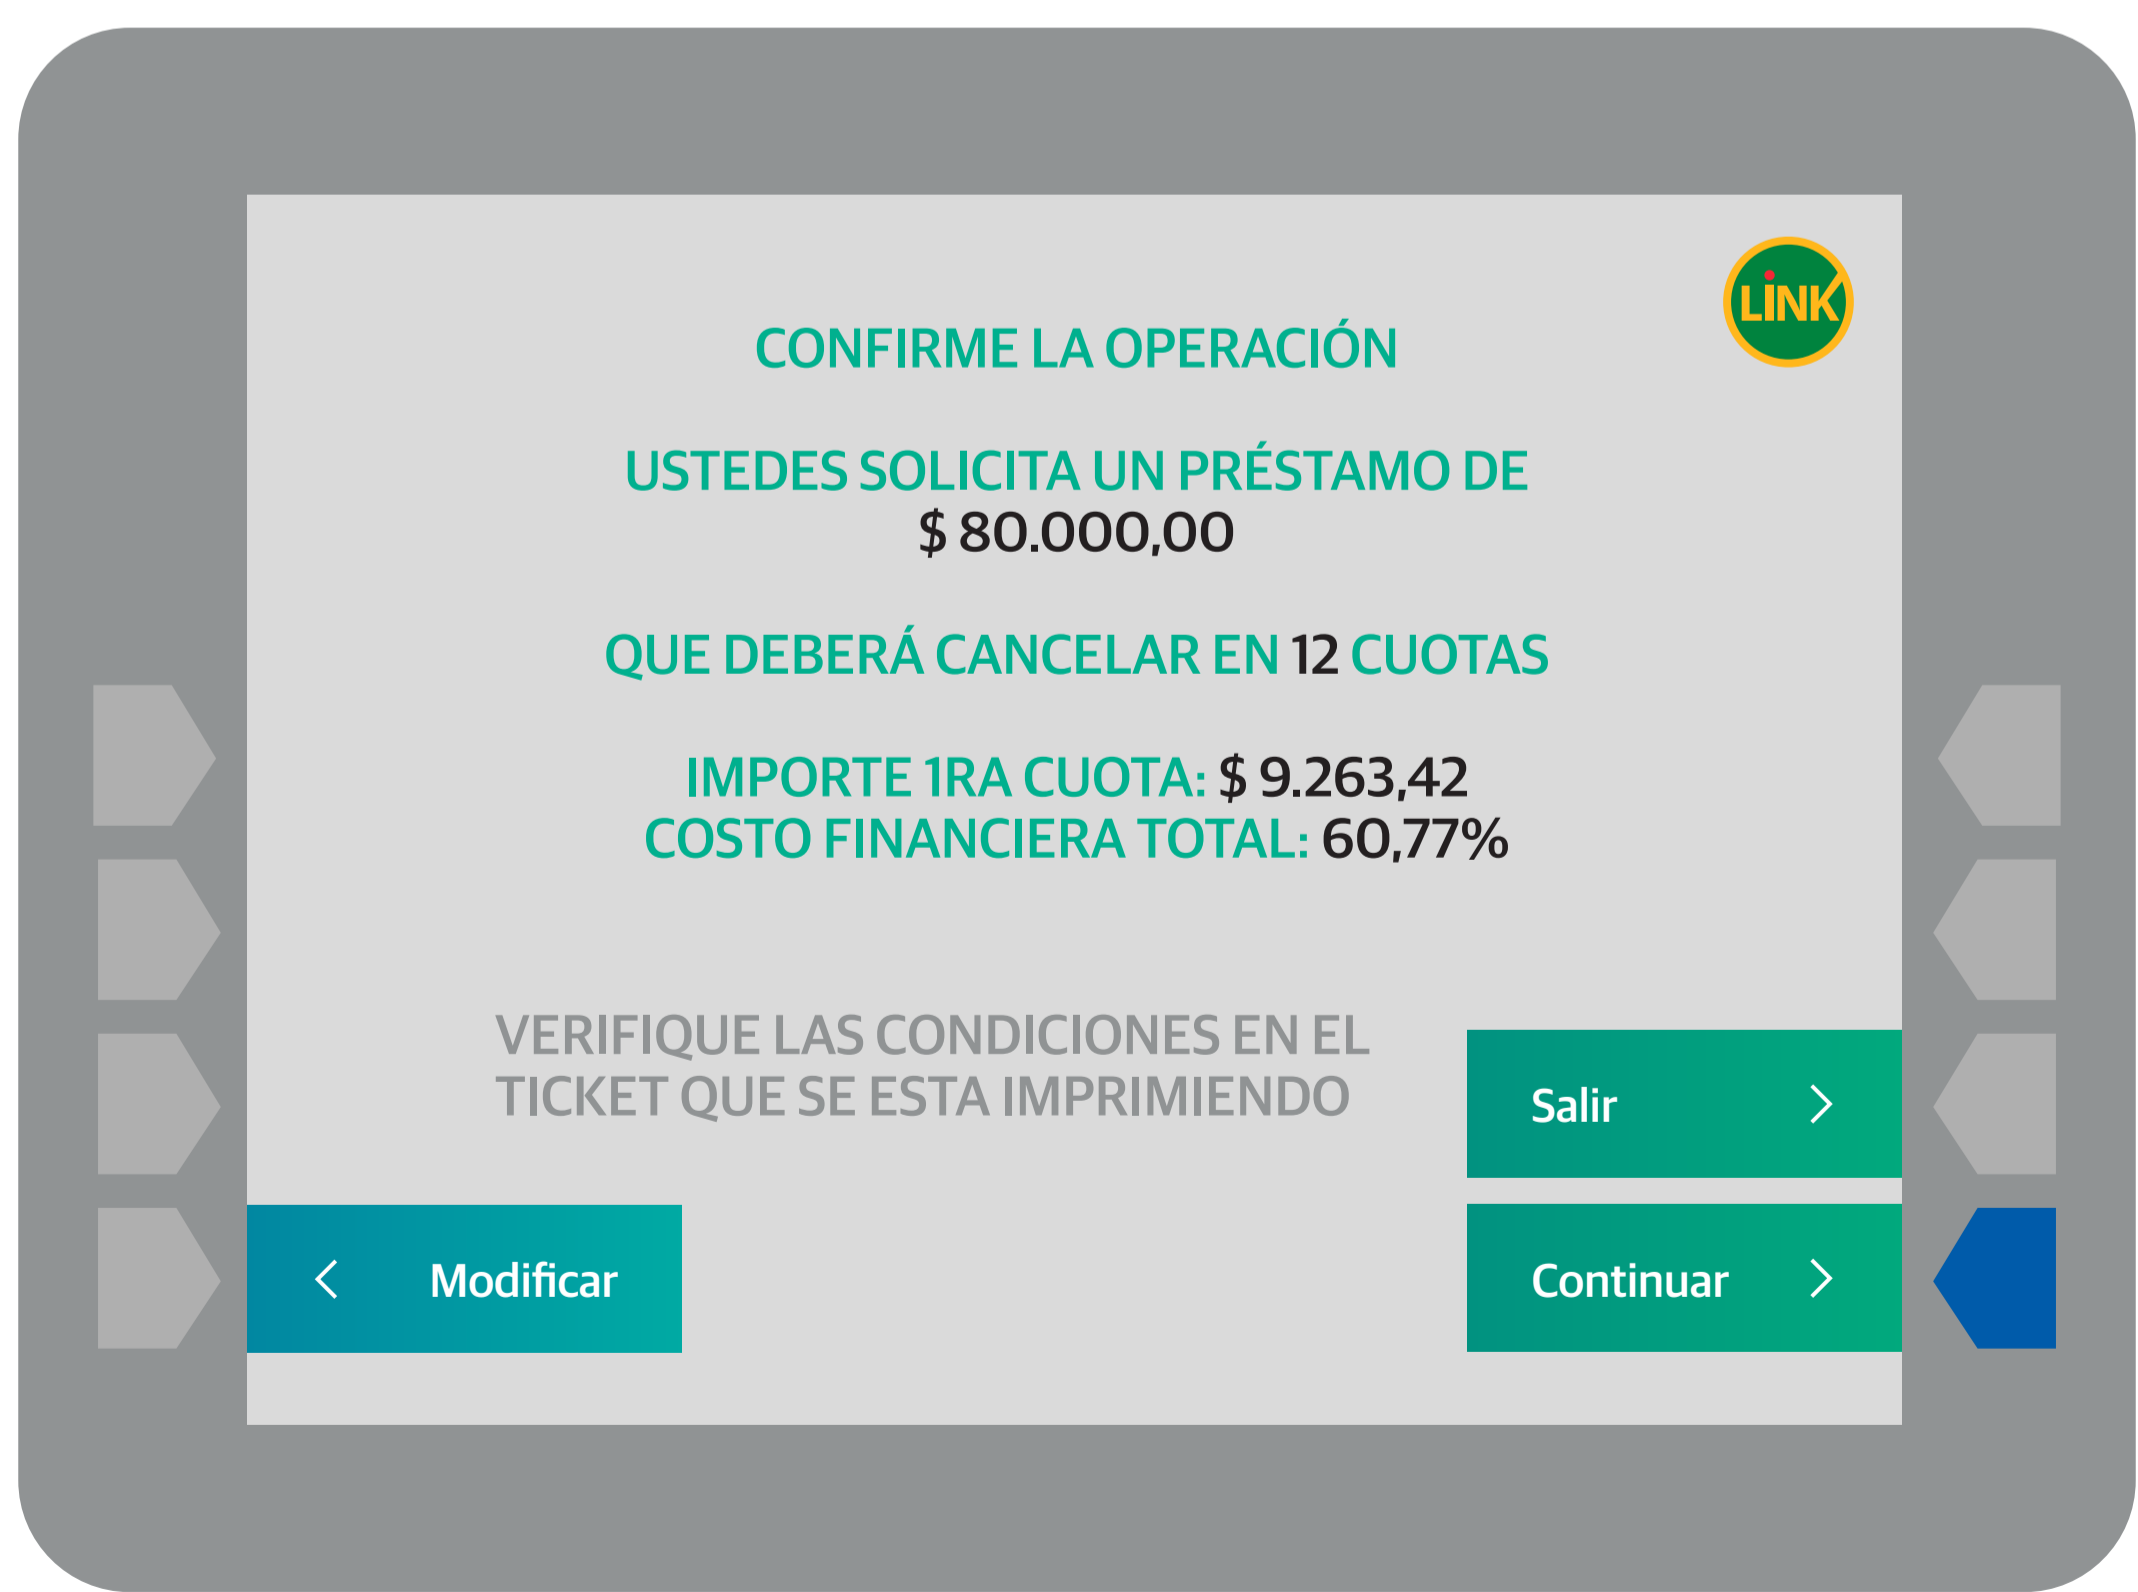 LINK
CONFIRME LA OPERACIÓN
USTEDES SOLICITA UN PRÉSTAMO DE
$ 80.000,00
QUE DEBERÁ CANCELAR EN 12 CUOTAS
IMPORTE 1RA CUOTA: $ 9.263,42
COSTO FINANCIERA TOTAL: 60,77%
VERIFIQUE LAS CONDICIONES EN EL
TICKET QUE SE ESTA IMPRIMIENDO
Salir
Modificar
Continuar